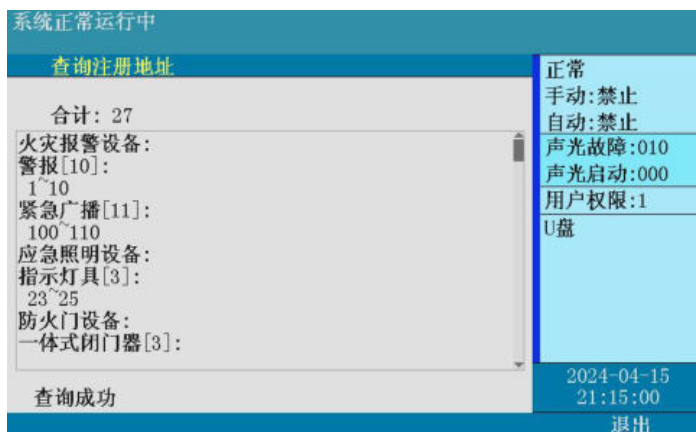 系统正常运行中
查询注册地址
合计: 27
火灾报警设备:
警报[10]:
1~10
紧急广播[11]:
100~110
应急照明设备:
指示灯具[3]:
23~25
防火门设备:
一体式闭门器[3]:
查询成功
正常
手动:禁止
自动:禁止
声光故障:010
声光启动:000
用户权限:1
U盘
2024-04-15
21:15:00
退出